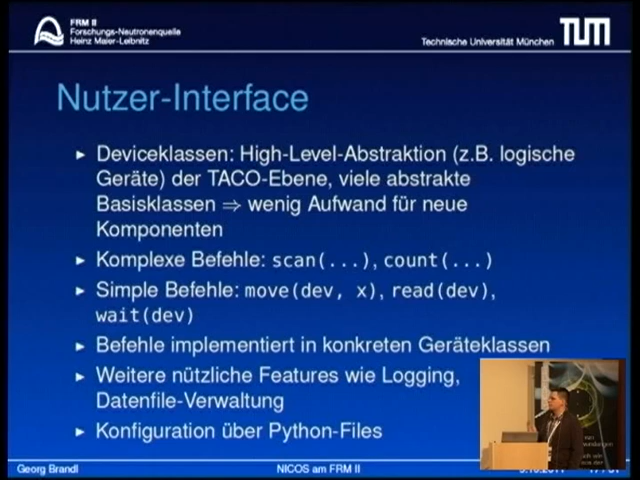 FRM II
Forschungs-Neutronenquelle
Heinz Maier-Leibnitz
Technische Universität München
TUM
Nutzer-Interface
Deviceklassen: High-Level-Abstraktion (z.B. logische
Geräte) der TACO-Ebene, viele abstrakte
Basisklassen ⇒ wenig Aufwand für neue
Komponenten
Komplexe Befehle: scan(...), count(...)
Simple Befehle: move(dev, x), read(dev),
wait(dev)
Befehle implementiert in konkreten Geräteklassen
Weitere nützliche Features wie Logging,
Datenfile-Verwaltung
Konfiguration über Python-Files
Georg Brandl
NICOS am FRM II